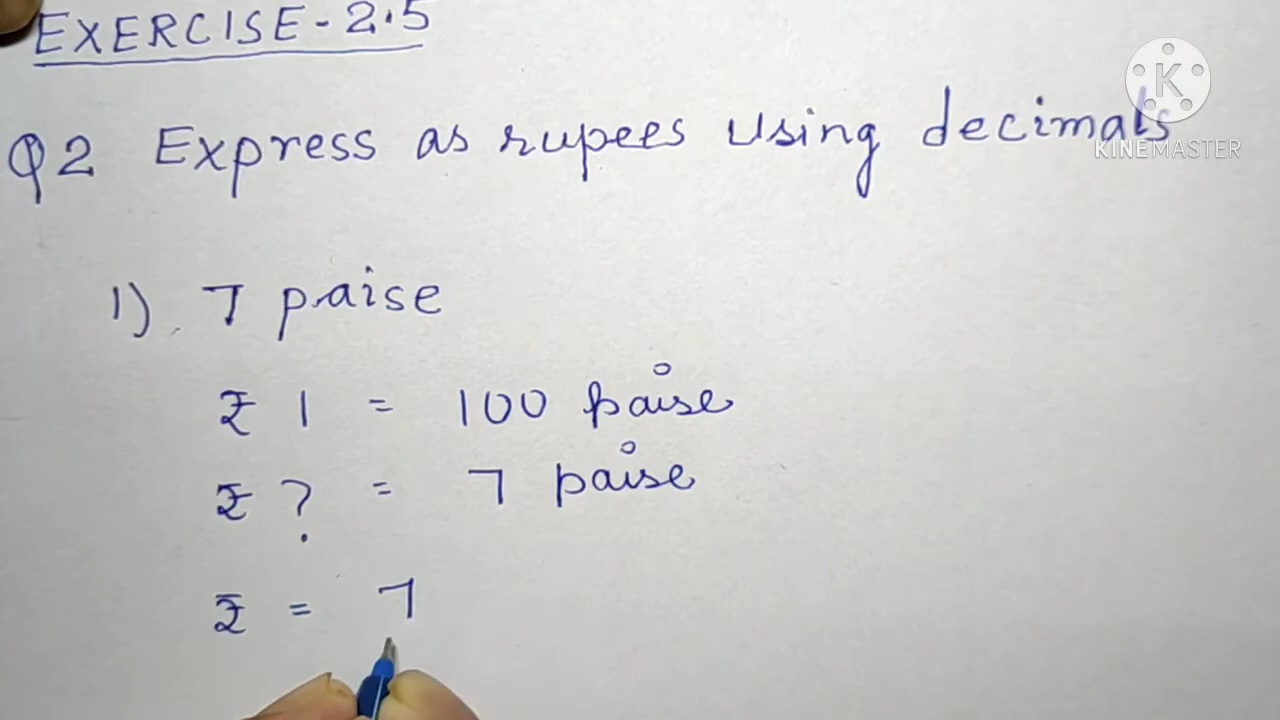 EXERCISE-2.5
Q2 Express as rupees using decimals
K
KINEMASTER
1) 7 paise
₹ 1 = 100 paise
₹ ? = 7 paise
₹ = 7